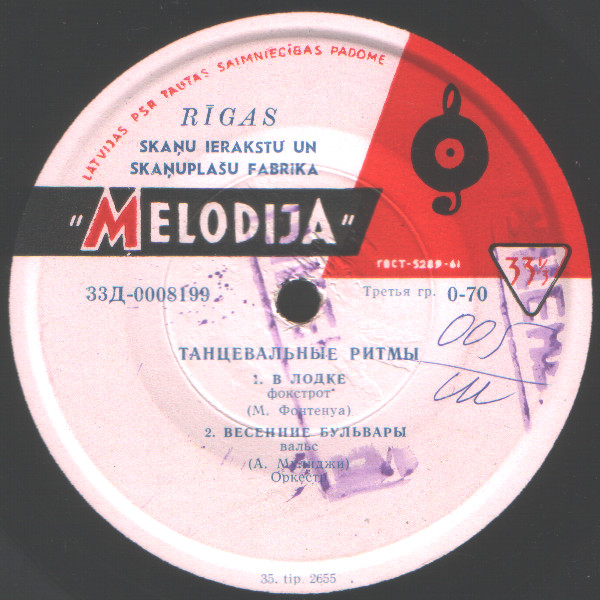 LATVIJAS PSR TAUTAS SAIMNIECĪBAS PADOME
RĪGAS
SKAŅU IERAKSTU UN
SKAŅUPLAŠU FABRIKA
"MELODIJA"
ГОСТ-5289-61
33⅓
33Д-0008199
Третья гр. 0-70
005
ТАНЦЕВАЛЬНЫЕ РИТМЫ
1. В ЛОДКЕ
фокстрот
(М. Фонтенуа)
2. ВЕСЕННИЕ БУЛЬВАРЫ
вальс
(А.
Оркестр
35. tip. 2655